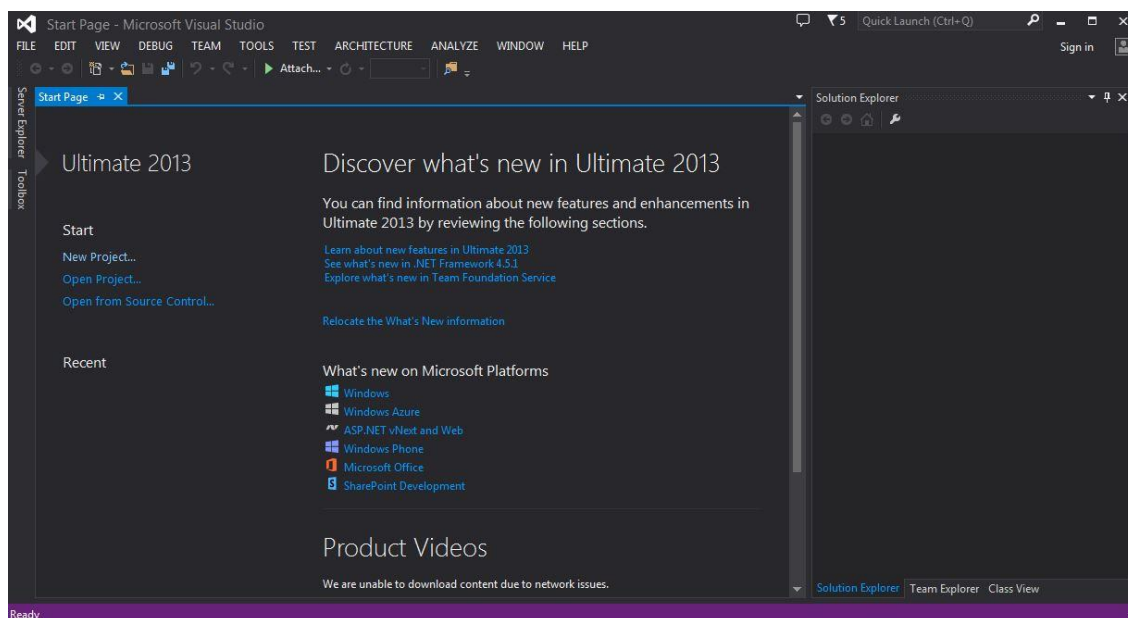 Start Page - Microsoft Visual Studio
5 Quick Launch (Ctrl+Q)
FILE EDIT VIEW DEBUG TEAM TOOLS TEST ARCHITECTURE ANALYZE WINDOW HELP
Sign in
Attach...
Server Explorer
Toolbox
Start Page
Ultimate 2013
Start
New Project...
Open Project...
Open from Source Control...
Recent
Discover what's new in Ultimate 2013
You can find information about new features and enhancements in
Ultimate 2013 by reviewing the following sections.
Learn about new features in Ultimate 2013
See what's new in .NET Framework 4.5.1
Explore what's new in Team Foundation Service
Relocate the What's New information
What's new on Microsoft Platforms
Windows
Windows Azure
ASP.NET vNext and Web
Windows Phone
Microsoft Office
SharePoint Development
Product Videos
We are unable to download content due to network issues.
Solution Explorer
Solution Explorer Team Explorer Class View
Ready